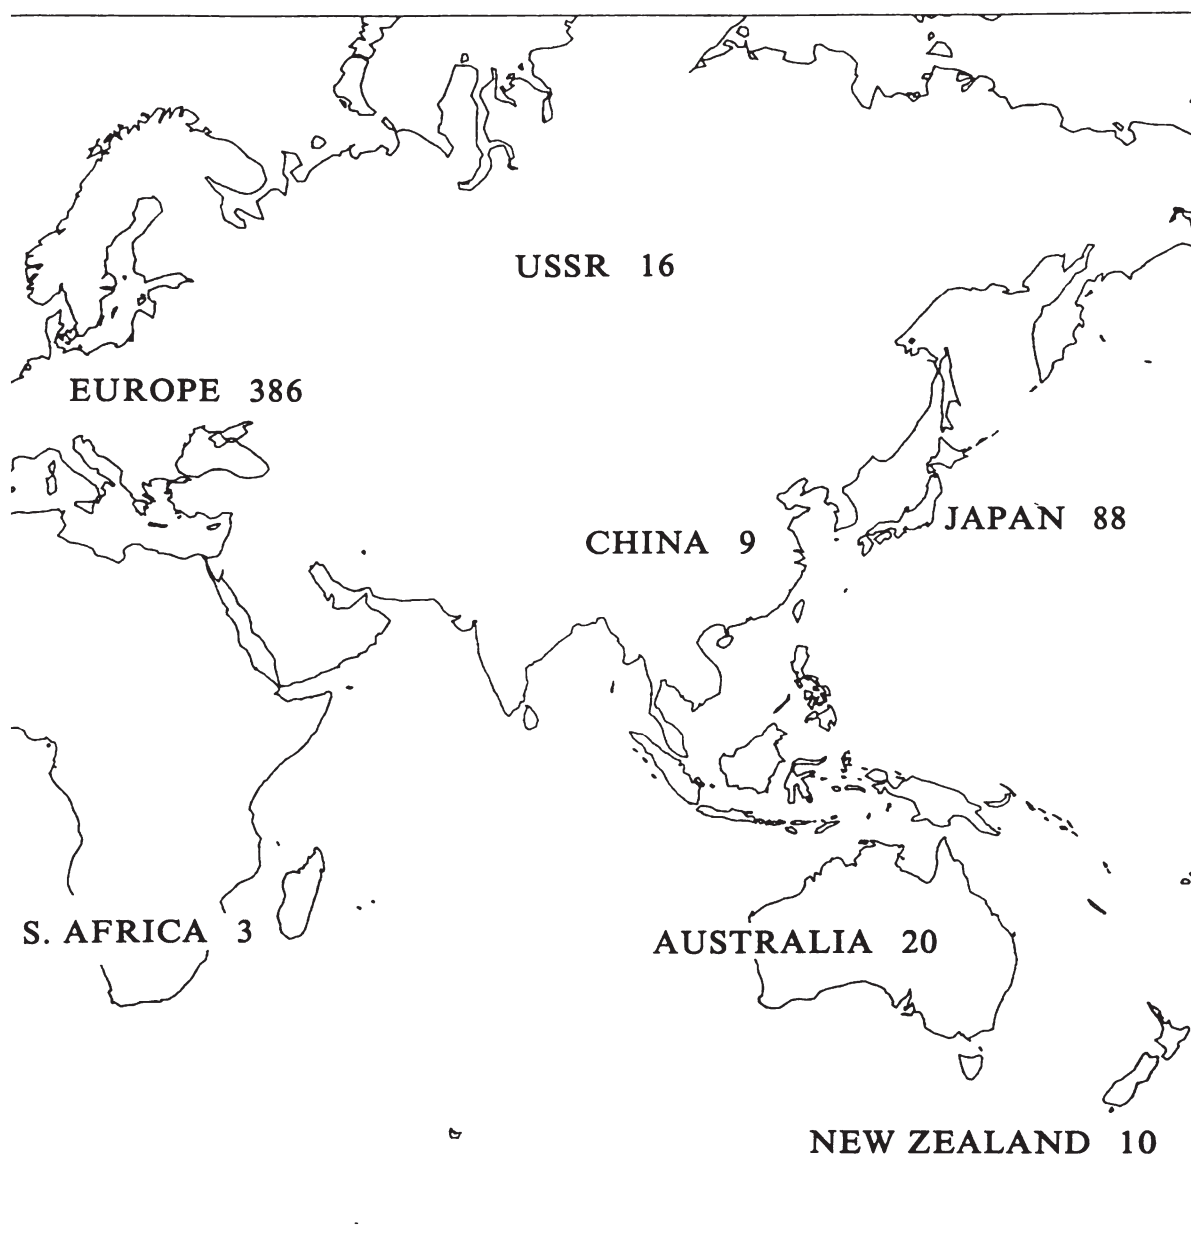 USSR 16
EUROPE 386
JAPAN 88
CHINA 9
S. AFRICA 3
AUSTRALIA 20
NEW ZEALAND 10